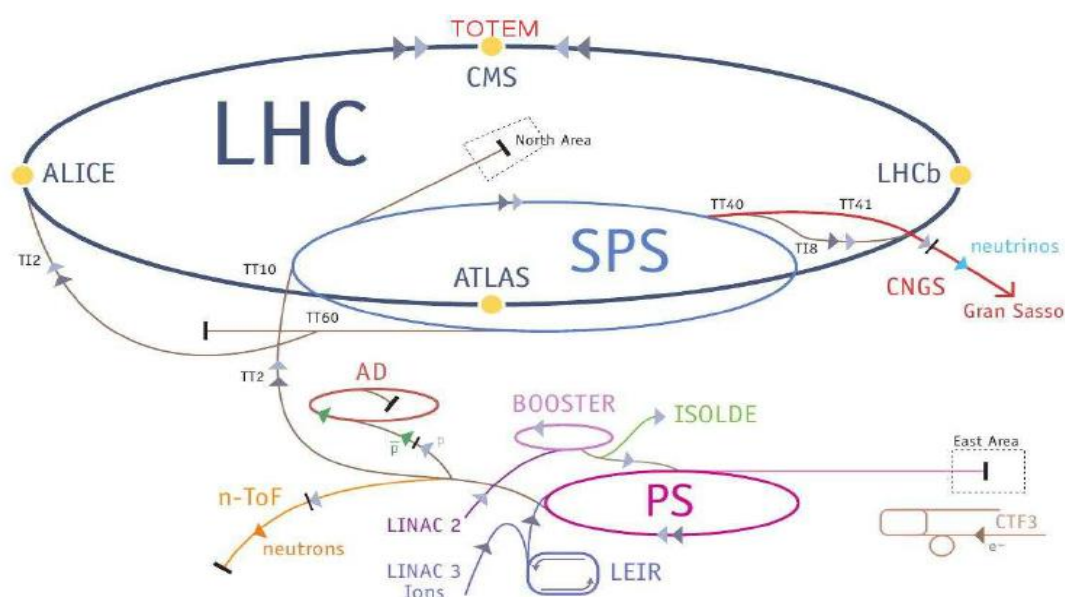 TOTEM
CMS
LHC
North Area
ALICE
LHCb
TT40
TT41
SPS
TI8
neutrinos
TI2
TT10
ATLAS
CNGS
Gran Sasso
TT60
TT2
AD
BOOSTER
ISOLDE
p̅
p
East Area
n-ToF
PS
LINAC 2
neutrons
CTF3
e-
LINAC 3
Ions
LEIR